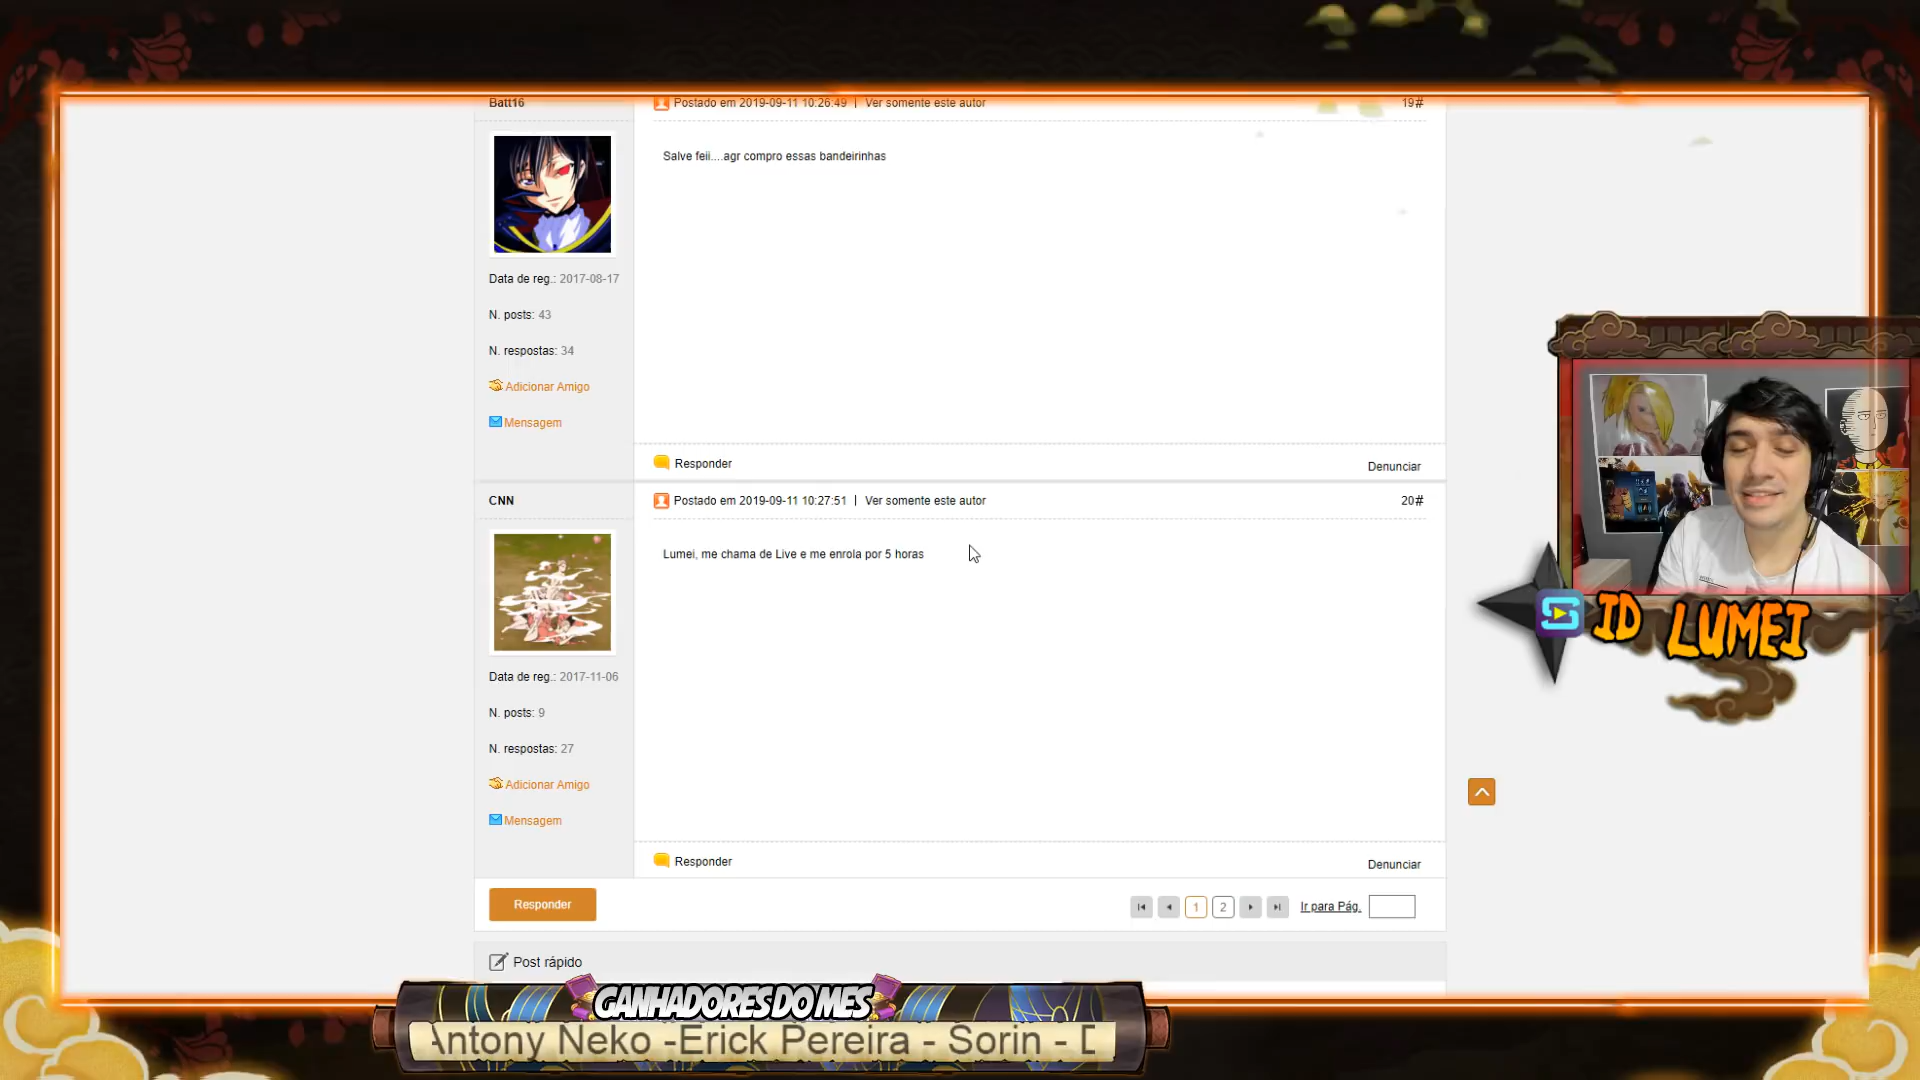 Batt16
Postado em 2019-09-11 10:26:49 | Ver somente este autor
19#
Salve feii....agr compro essas bandeirinhas
Data de reg.: 2017-08-17
N. posts: 43
N. respostas: 34
Adicionar Amigo
Mensagem
Responder
Denunciar
CNN
Postado em 2019-09-11 10:27:51 | Ver somente este autor
20#
Lumei, me chama de Live e me enrola por 5 horas
Data de reg.: 2017-11-06
N. posts: 9
N. respostas: 27
Adicionar Amigo
Mensagem
Responder
Denunciar
Responder
1
2
Ir para Pág.
Post rápido
ID LUMEI
GANHADORES DO MES
Antony Neko -Erick Pereira - Sorin - D